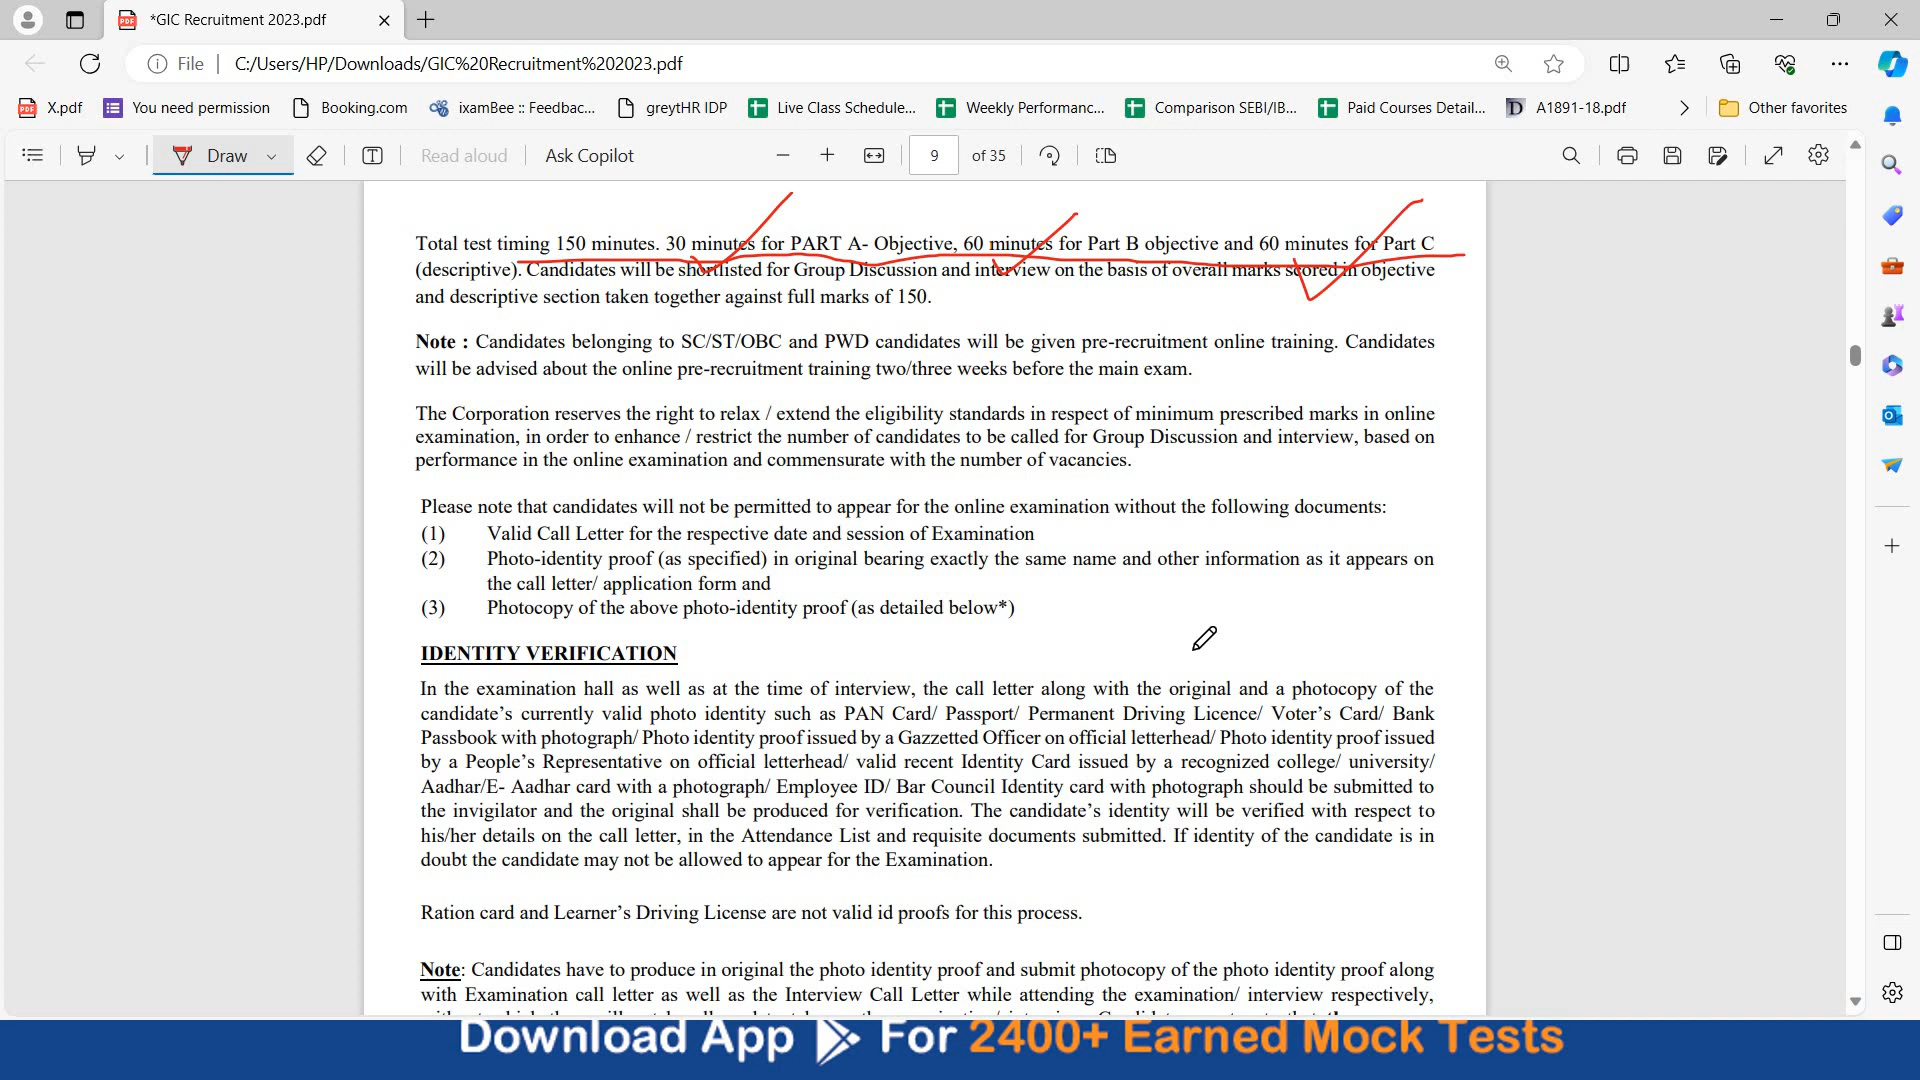 *GIC Recruitment 2023.pdf
File
C:/Users/HP/Downloads/GIC%20Recruitment%202023.pdf
X.pdf
You need permission
Booking.com
ixamBee :: Feedbac...
greytHR IDP
Live Class Schedule...
Weekly Performanc...
Comparison SEBI/IB...
Paid Courses Detail...
A1891-18.pdf
Other favorites
Draw
Read aloud
Ask Copilot
9
of 35
Total test timing 150 minutes. 30 minutes for PART A- Objective, 60 minutes for Part B objective and 60 minutes for Part C
(descriptive). Candidates will be shortlisted for Group Discussion and interview on the basis of overall marks scored in objective
and descriptive section taken together against full marks of 150.
Note : Candidates belonging to SC/ST/OBC and PWD candidates will be given pre-recruitment online training. Candidates
will be advised about the online pre-recruitment training two/three weeks before the main exam.
The Corporation reserves the right to relax / extend the eligibility standards in respect of minimum prescribed marks in online
examination, in order to enhance / restrict the number of candidates to be called for Group Discussion and interview, based on
performance in the online examination and commensurate with the number of vacancies.
Please note that candidates will not be permitted to appear for the online examination without the following documents:
(1) Valid Call Letter for the respective date and session of Examination
(2) Photo-identity proof (as specified) in original bearing exactly the same name and other information as it appears on
the call letter/ application form and
(3) Photocopy of the above photo-identity proof (as detailed below*)
IDENTITY VERIFICATION
In the examination hall as well as at the time of interview, the call letter along with the original and a photocopy of the
candidate's currently valid photo identity such as PAN Card/ Passport/ Permanent Driving Licence/ Voter's Card/ Bank
Passbook with photograph/ Photo identity proof issued by a Gazzetted Officer on official letterhead/ Photo identity proof issued
by a People's Representative on official letterhead/ valid recent Identity Card issued by a recognized college/ university/
Aadhar/E- Aadhar card with a photograph/ Employee ID/ Bar Council Identity card with photograph should be submitted to
the invigilator and the original shall be produced for verification. The candidate's identity will be verified with respect to
his/her details on the call letter, in the Attendance List and requisite documents submitted. If identity of the candidate is in
doubt the candidate may not be allowed to appear for the Examination.
Ration card and Learner's Driving License are not valid id proofs for this process.
Note: Candidates have to produce in original the photo identity proof and submit photocopy of the photo identity proof along
with Examination call letter as well as the Interview Call Letter while attending the examination/ interview respectively,
Download App For 2400+ Earned Mock Tests